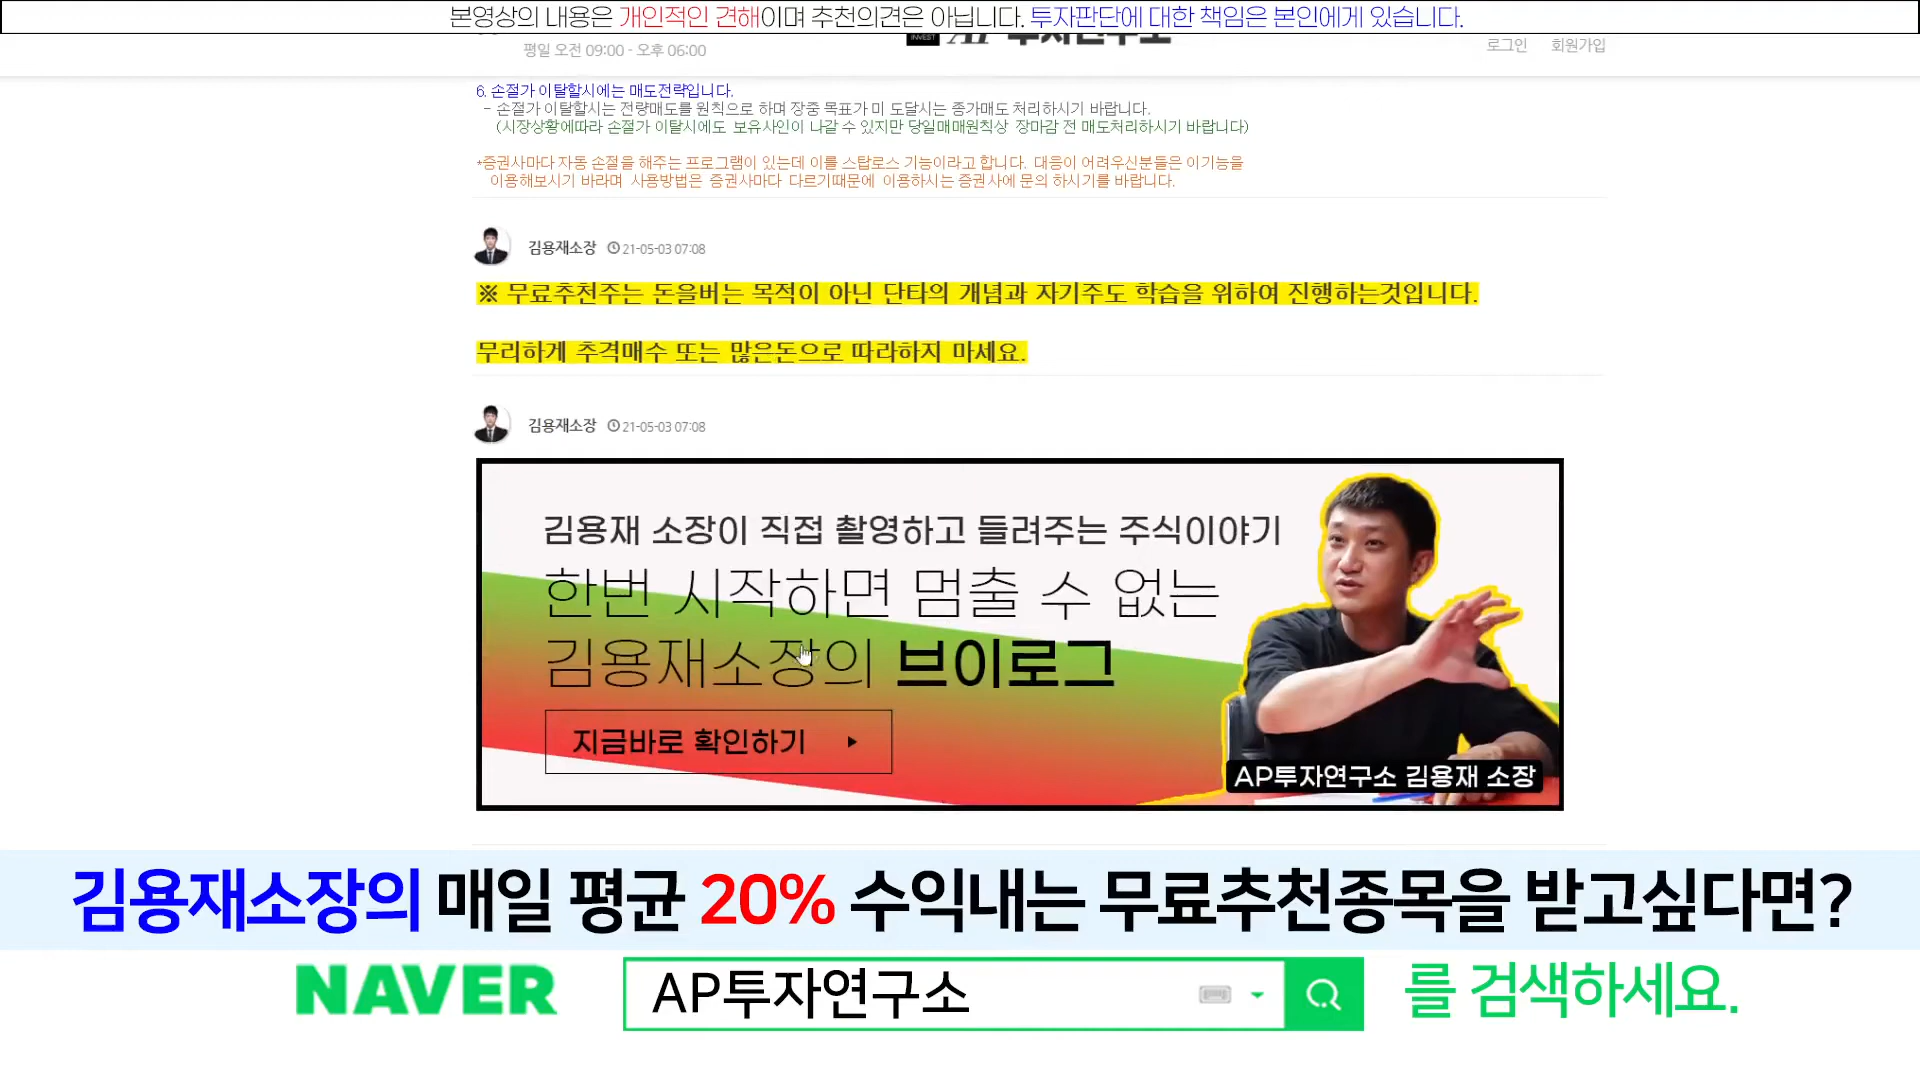 본영상의 내용은 개인적인 견해이며 추천의견은 아닙니다. 투자판단에 대한 책임은 본인에게 있습니다.
평일 오전 09:00 - 오후 06:00
INVEST AP 투자연구소
로그인 회원가입
6. 손절가 이탈할시에는 매도전략입니다.
- 손절가 이탈할시는 전량매도를 원칙으로 하며 장중 목표가 미 도달시는 종가매도 처리하시기 바랍니다.
(시장상황에따라 손절가 이탈시에도 보유사인이 나갈 수 있지만 당일매매원칙상 장마감 전 매도처리하시기 바랍니다)
*증권사마다 자동 손절을 해주는 프로그램이 있는데 이를 스탑로스 기능이라고 합니다. 대응이 어려우신분들은 이기능을
이용해보시기 바라며 사용방법은 증권사마다 다르기때문에 이용하시는 증권사에 문의 하시기를 바랍니다.
김용재소장 21-05-03 07:08
※ 무료추천주는 돈을버는 목적이 아닌 단타의 개념과 자기주도 학습을 위하여 진행하는것입니다.
무리하게 추격매수 또는 많은돈으로 따라하지 마세요.
김용재소장 21-05-03 07:08
김용재 소장이 직접 촬영하고 들려주는 주식이야기
한번 시작하면 멈출 수 없는
김용재소장의 브이로그
지금바로 확인하기 ▶
AP투자연구소 김용재 소장
김용재소장의 매일 평균 20% 수익내는 무료추천종목을 받고싶다면?
NAVER AP투자연구소 를 검색하세요.